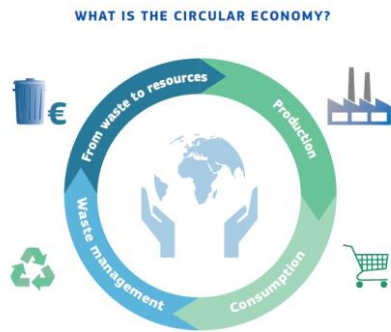 WHAT IS THE CIRCULAR ECONOMY?
From waste to resources
Production
€
Waste management
Consumption